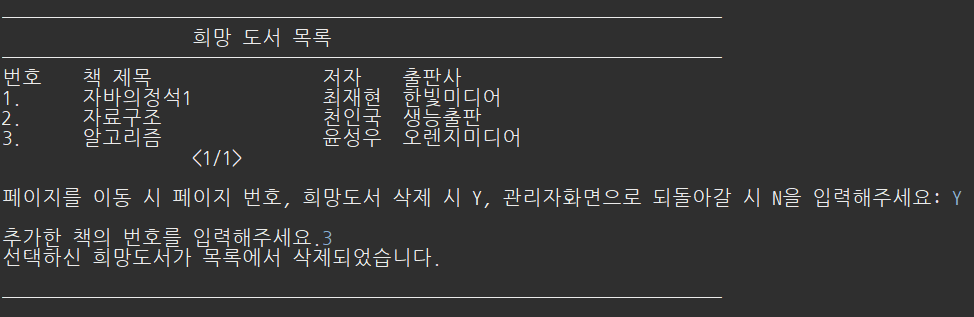 희망 도서 목록
번호 책 제목 저자 출판사
1. 자바의정석1 최재현 한빛미디어
2. 자료구조 천인국 생능출판
3. 알고리즘 윤성우 오렌지미디어
<1/1>
페이지를 이동 시 페이지 번호, 희망도서 삭제 시 Y, 관리자화면으로 되돌아갈 시 N을 입력해주세요: Y
추가한 책의 번호를 입력해주세요.3
선택하신 희망도서가 목록에서 삭제되었습니다.